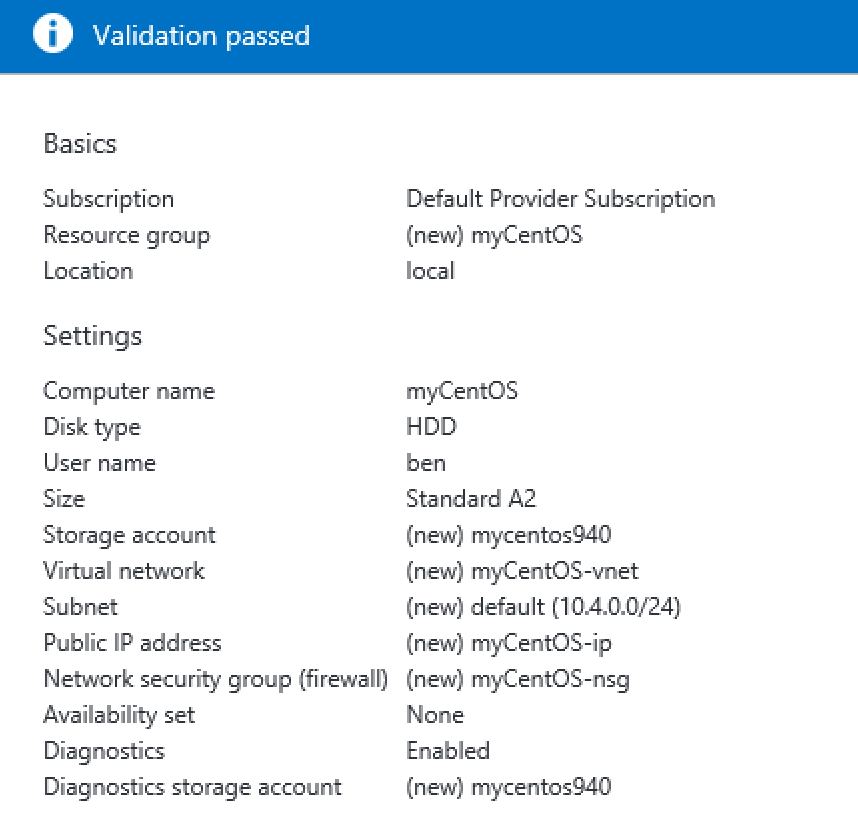 Validation passed
Basics
Subscription Default Provider Subscription
Resource group (new) myCentOS
Location local
Settings
Computer name myCentOS
Disk type HDD
User name ben
Size Standard A2
Storage account (new) mycentos940
Virtual network (new) myCentOS-vnet
Subnet (new) default (10.4.0.0/24)
Public IP address (new) myCentOS-ip
Network security group (firewall) (new) myCentOS-nsg
Availability set None
Diagnostics Enabled
Diagnostics storage account (new) mycentos940